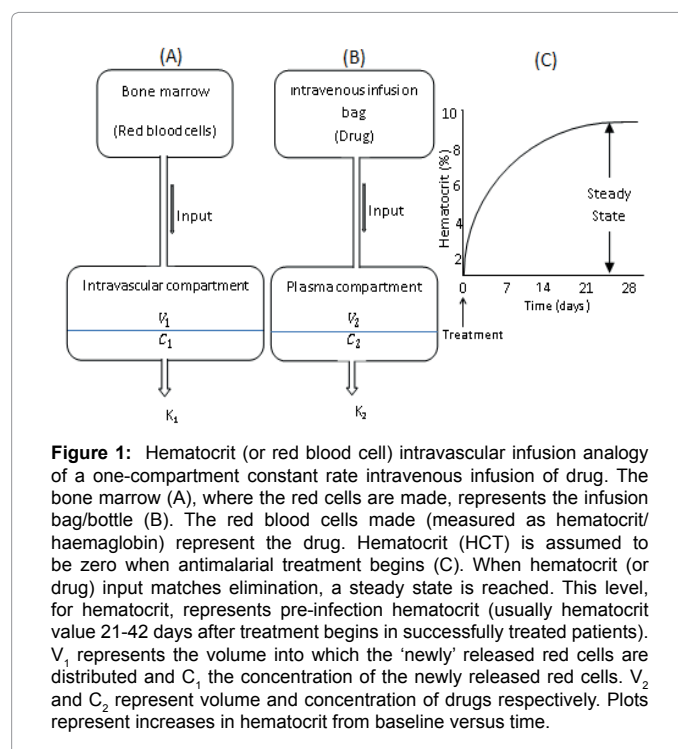 (A)
Bone marrow
(Red blood cells)
Input
Intravascular compartment
V₁
C₁
K₁
(B)
intravenous infusion
bag
(Drug)
Input
Plasma compartment
V₂
C₂
K₂
(C)
Hematocrit (%)
10
8
6
4
2
0
7
14
21
28
Time (days)
Steady
State
Treatment
Figure 1: Hematocrit (or red blood cell) intravascular infusion analogy
of a one-compartment constant rate intravenous infusion of drug. The
bone marrow (A), where the red cells are made, represents the infusion
bag/bottle (B). The red blood cells made (measured as hematocrit/
haemaglobin) represent the drug. Hematocrit (HCT) is assumed to
be zero when antimalarial treatment begins (C). When hematocrit (or
drug) input matches elimination, a steady state is reached. This level,
for hematocrit, represents pre-infection hematocrit (usually hematocrit
value 21-42 days after treatment begins in successfully treated patients).
V₁ represents the volume into which the ‘newly’ released red cells are
distributed and C₁ the concentration of the newly released red cells. V₂
and C₂ represent volume and concentration of drugs respectively. Plots
represent increases in hematocrit from baseline versus time.